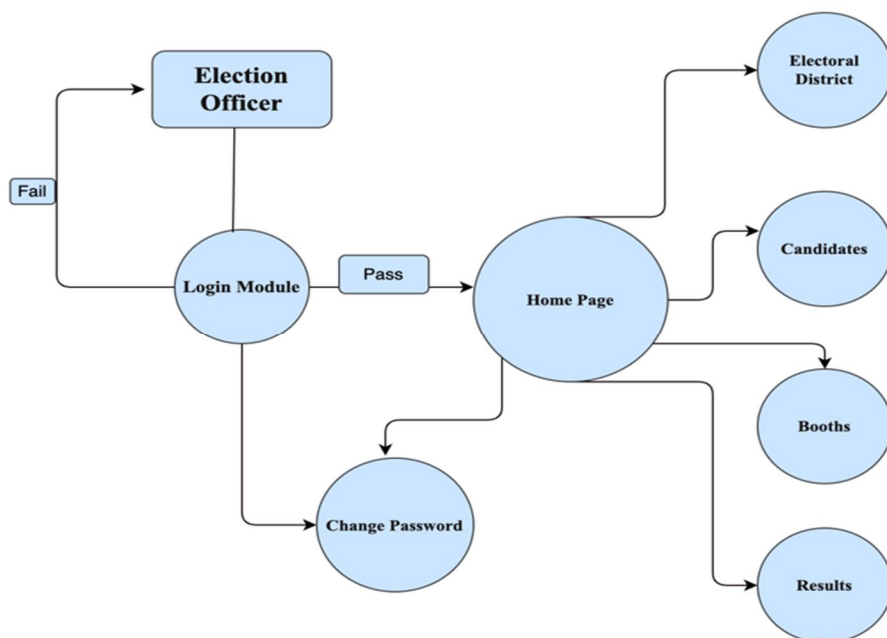 Election
Officer
Electoral
District
Fail
Candidates
Login Module
Pass
Home Page
Booths
Change Password
Results